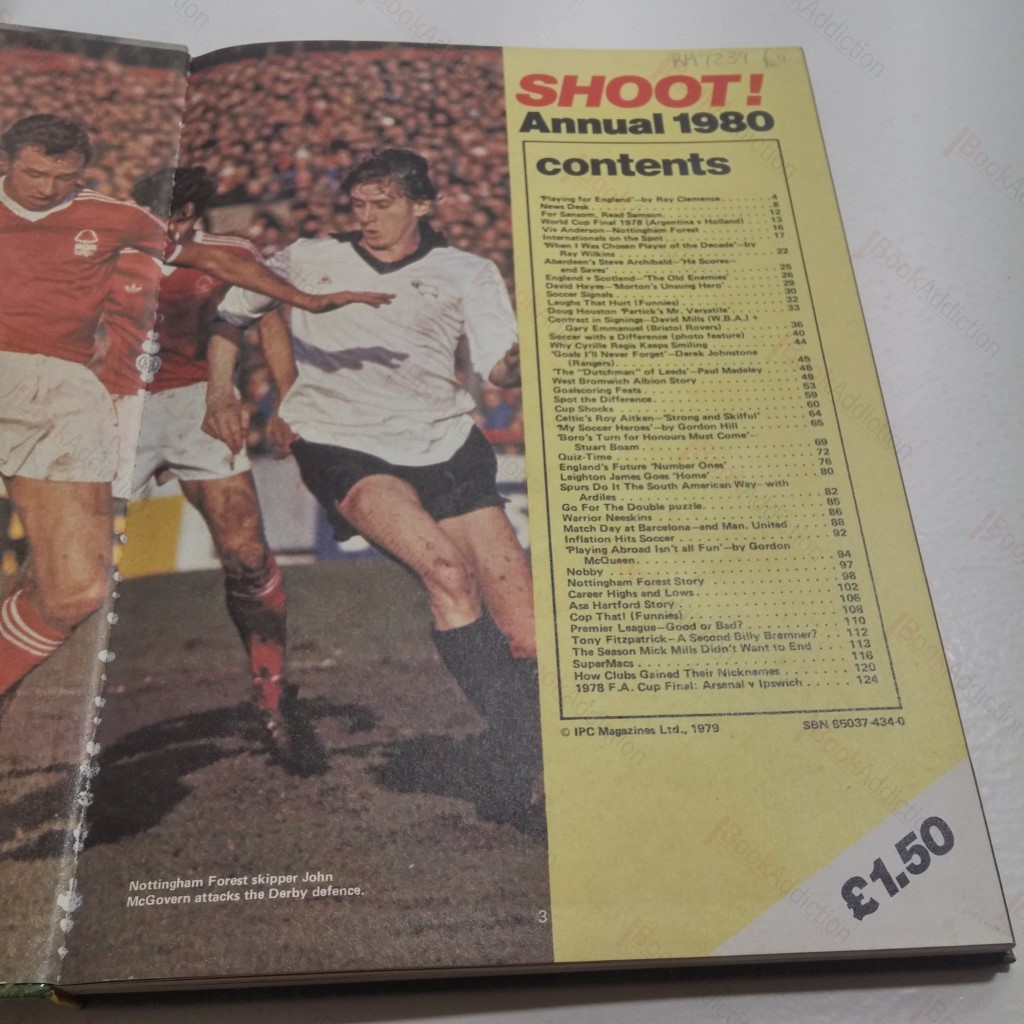 BH7239 £4
SHOOT!
Annual 1980
contents
'Playing for England'—by Ray Clemence . . . . . . . 4
News Desk . . . . . . . 6
For Sansom, Read Samson . . . . . . . 12
World Cup Final 1978 (Argentina v Holland) . . . . . . . 13
Viv Anderson—Nottingham Forest . . . . . . . 16
Internationals on the Spot . . . . . . . 17
'When I Was Chosen Player of the Decade'—by
Ray Wilkins . . . . . . . 22
Aberdeen's Steve Archibald—'He Scores—
and Saves' . . . . . . . 25
England v Scotland—'The Old Enemies' . . . . . . . 26
David Hayes—'Morton's Unsung Hero' . . . . . . . 29
Soccer Signals . . . . . . . 30
Laughs That Hurt (Funnies) . . . . . . . 32
Doug Houston 'Partick's Mr. Versatile' . . . . . . . 33
Contrast in Signings—David Mills (W.B.A.) +
Gary Emmanuel (Bristol Rovers) . . . . . . . 36
Soccer with a Difference (photo feature) . . . . . . . 40
Why Cyrille Regis Keeps Smiling . . . . . . . 44
'Goals I'll Never Forget'—Derek Johnstone
(Rangers) . . . . . . . 45
'The "Dutchman" of Leeds'—Paul Madeley . . . . . . . 48
West Bromwich Albion Story . . . . . . . 49
Goalscoring Feats . . . . . . . 53
Spot the Difference . . . . . . . 59
Cup Shocks . . . . . . . 60
Celtic's Roy Aitken—'Strong and Skilful' . . . . . . . 64
'My Soccer Heroes'—by Gordon Hill . . . . . . . 65
'Boro's Turn for Honours Must Come'—
Stuart Boam . . . . . . . 69
Quiz-Time . . . . . . . 72
England's Future 'Number Ones' . . . . . . . 76
Leighton James Goes 'Home' . . . . . . . 80
Spurs Do It The South American Way—with
Ardiles . . . . . . . 82
Go For The Double puzzle . . . . . . . 85
Warrior Neeskins . . . . . . . 86
Match Day at Barcelona—and Man. United . . . . . . . 88
Inflation Hits Soccer . . . . . . . 92
'Playing Abroad Isn't all Fun'—by Gordon
McQueen . . . . . . . 94
Nobby . . . . . . . 97
Nottingham Forest Story . . . . . . . 98
Career Highs and Lows . . . . . . . 102
Asa Hartford Story . . . . . . . 106
Cop That! (Funnies) . . . . . . . 108
Premier League—Good or Bad? . . . . . . . 110
Tony Fitzpatrick—A Second Billy Bremner? . . 112
The Season Mick Mills Didn't Want to End . . . 113
SuperMacs . . . . . . . 116
How Clubs Gained Their Nicknames . . . . . . . 120
1978 F.A. Cup Final: Arsenal v Ipswich . . . . . 124
© IPC Magazines Ltd., 1979
SBN 85037-434-0
£1.50
Nottingham Forest skipper John
McGovern attacks the Derby defence.
3
BookAddiction